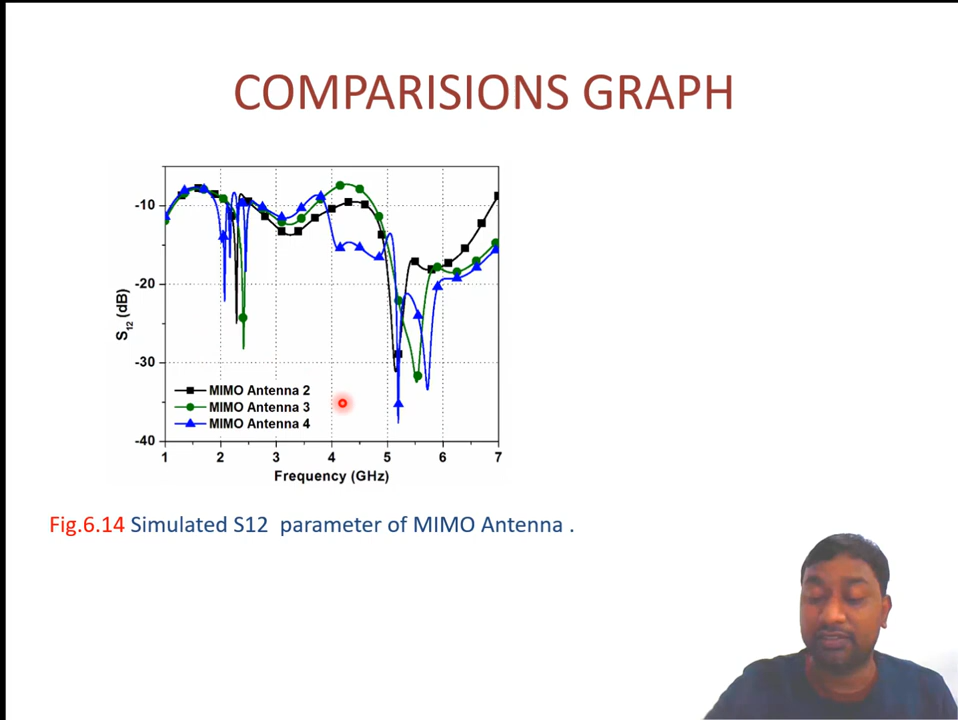 COMPARISIONS GRAPH
-10
-20
-30
-40
S12 (dB)
MIMO Antenna 2
MIMO Antenna 3
MIMO Antenna 4
1 2 3 4 5 6 7
Frequency (GHz)
Fig.6.14 Simulated S12 parameter of MIMO Antenna .